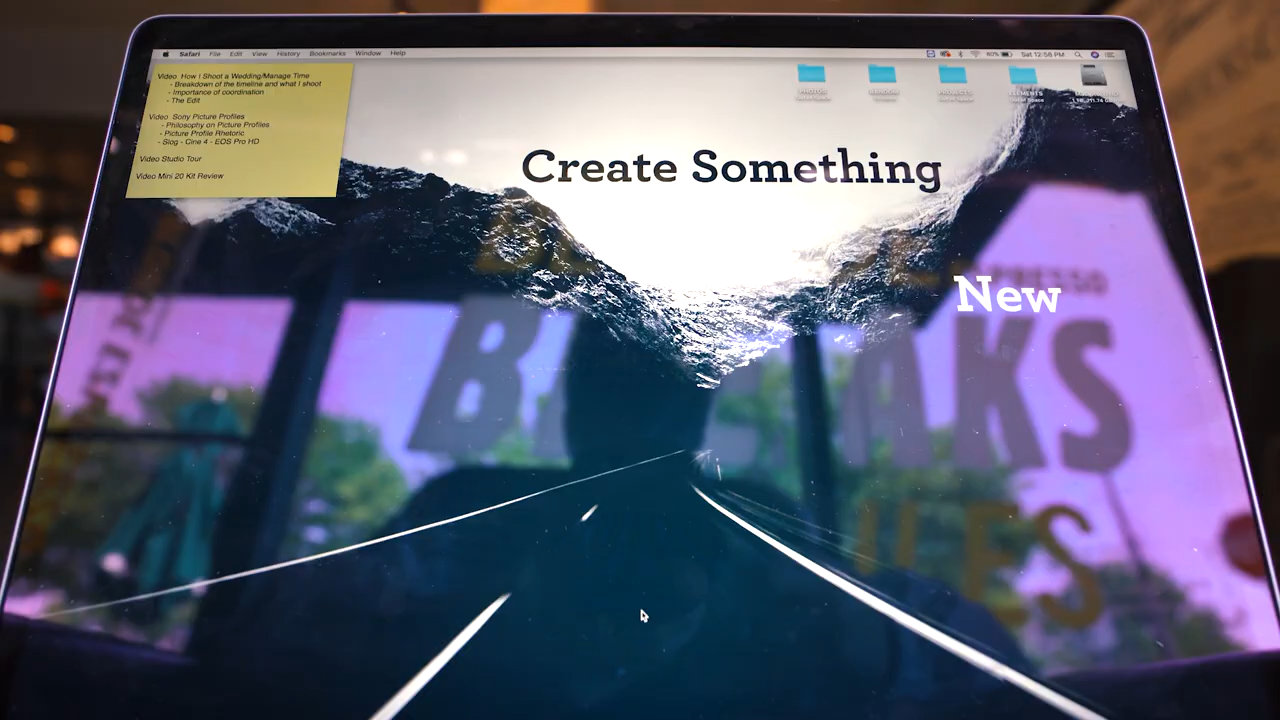 Safari File Edit View History Bookmarks Window Help
80% Sat 12:58 PM
Video How I Shoot a Wedding/Manage Time
- Breakdown of the timeline and what I shoot
- Importance of coordination
- The Edit
Video Sony Picture Profiles
- Philosophy on Picture Profiles
- Picture Profile Rhetoric
- Slog - Cine 4 - EOS Pro HD
Video Studio Tour
Video Mini 20 Kit Review
PHOTOS
PROJECTS
ELEMENTS
Create Something
New